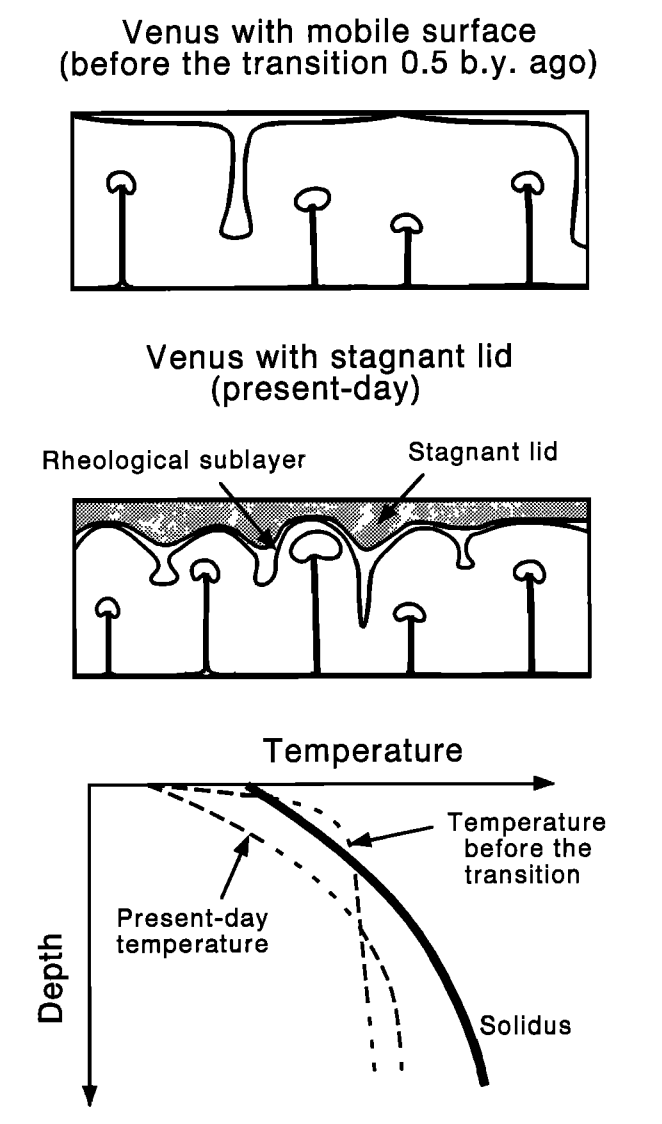 Venus with mobile surface
(before the transition 0.5 b.y. ago)
Venus with stagnant lid
(present-day)
Rheological sublayer
Stagnant lid
Temperature
Temperature
before the
transition
Present-day
temperature
Depth
Solidus